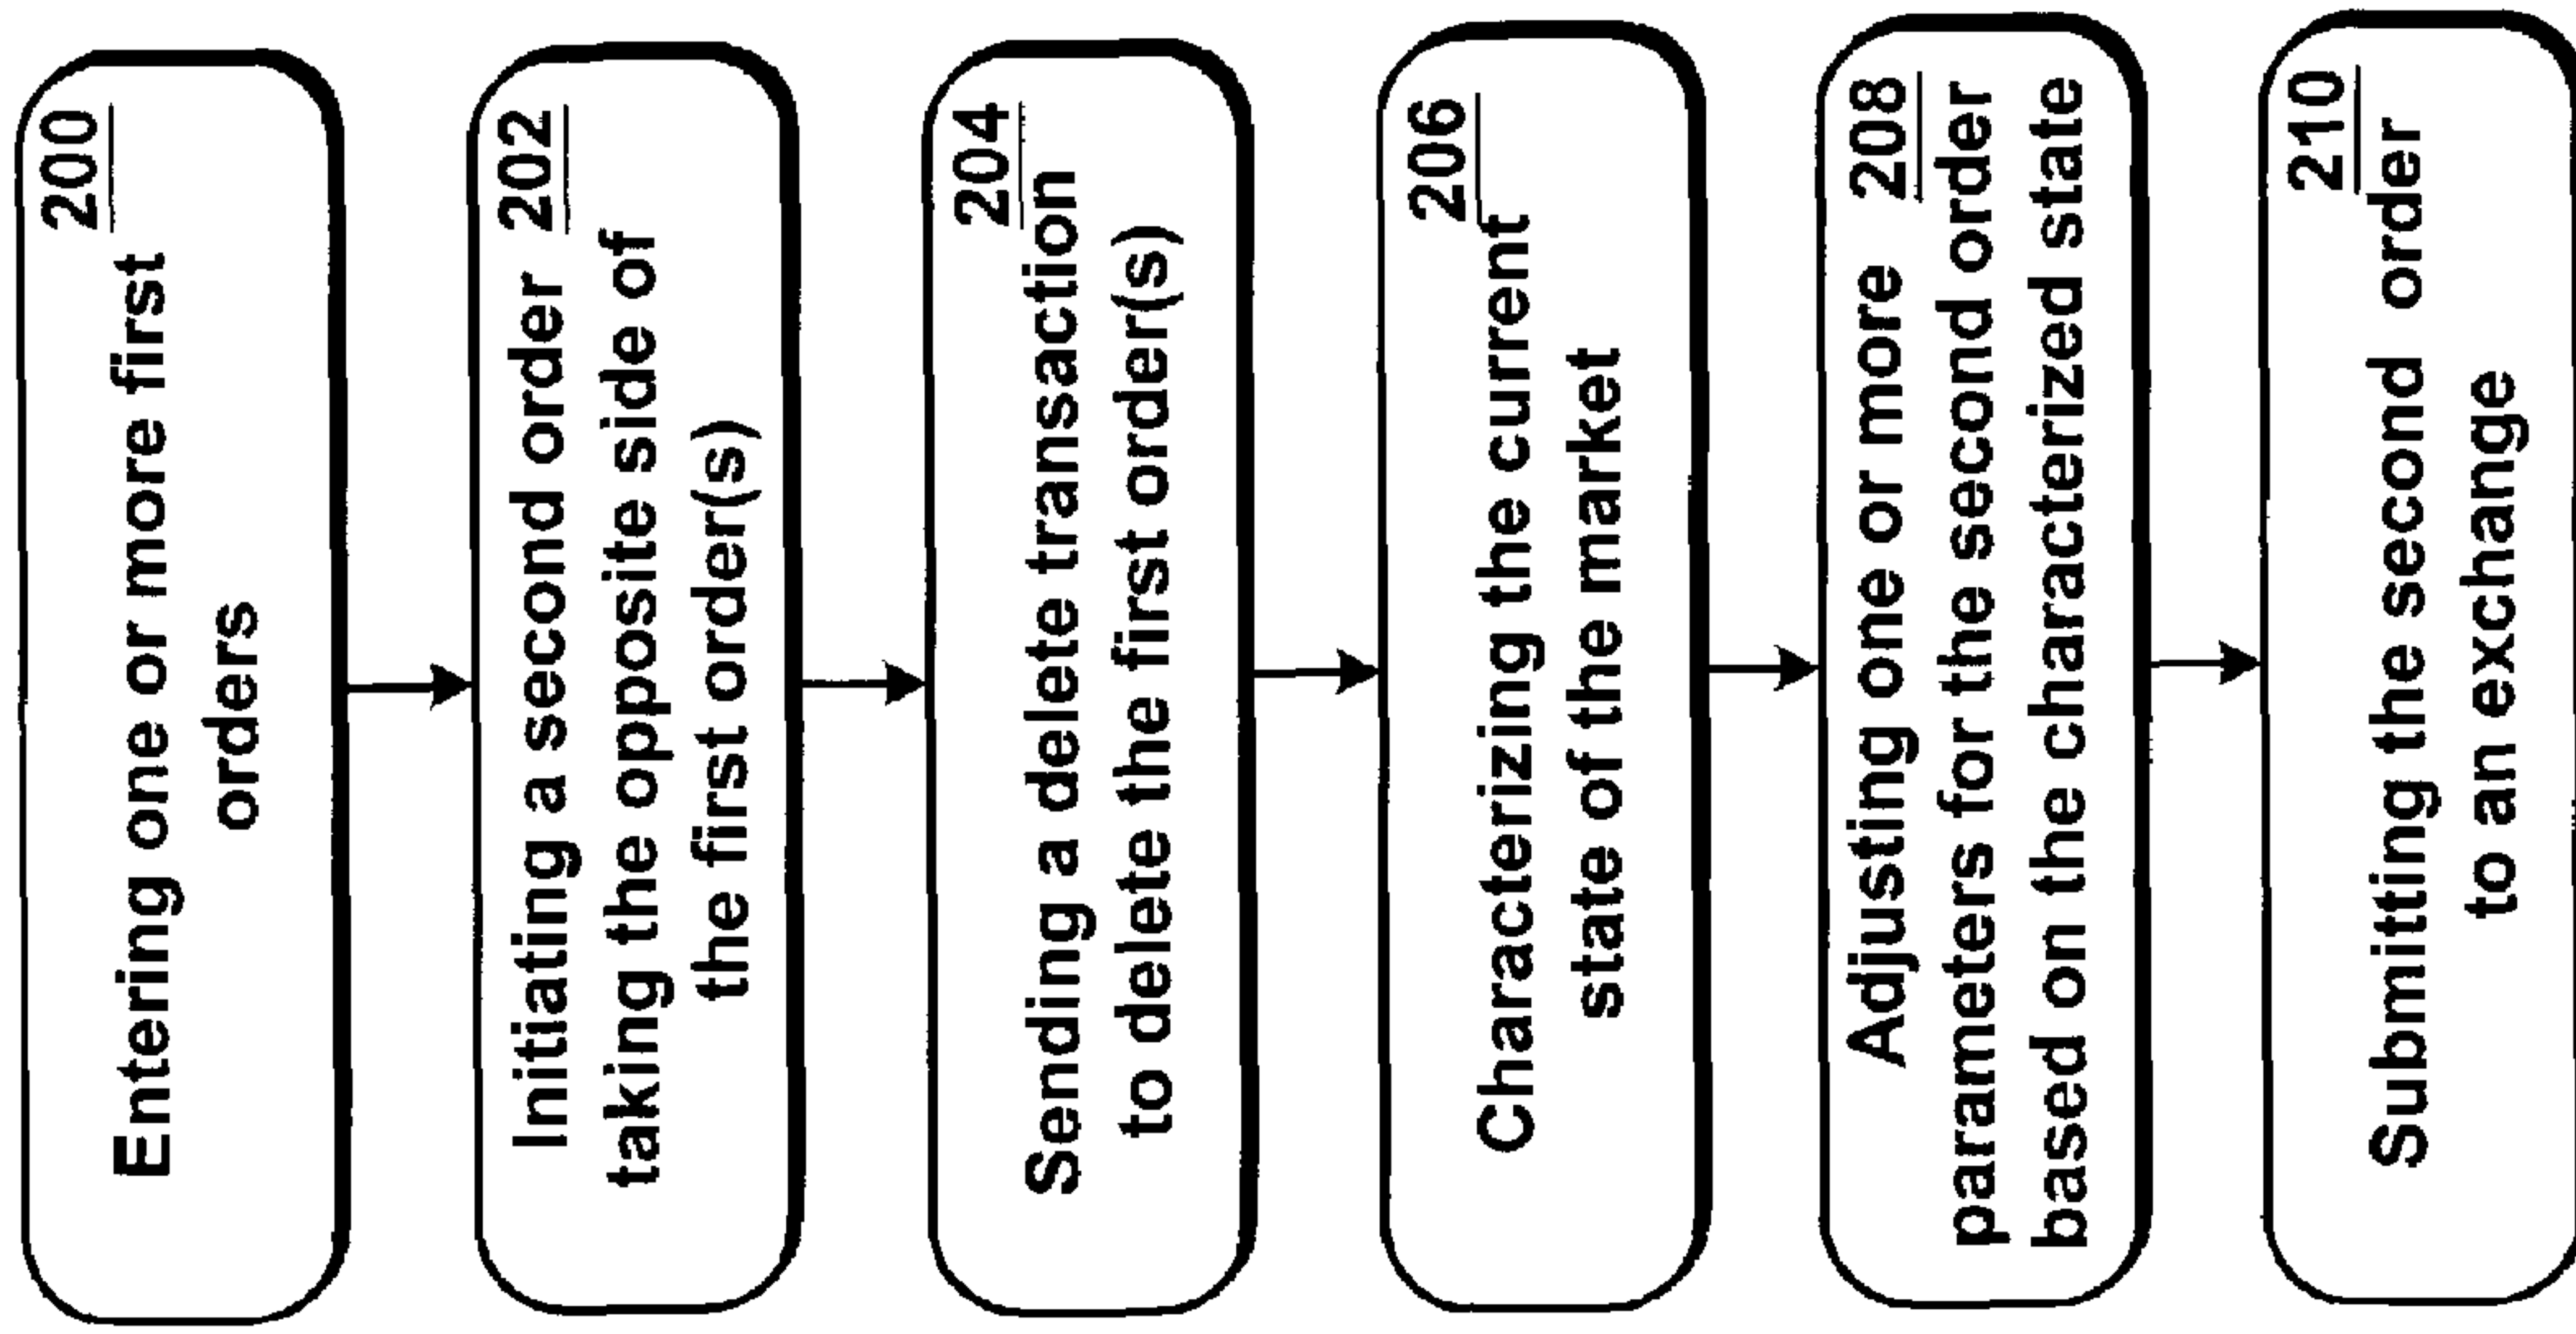 200
Entering one or more first
orders
Initiating a second order 202
taking the opposite side of
the first order(s)
204
Sending a delete transaction
to delete the first order(s)
206
Characterizing the current
state of the market
Adjusting one or more 208
parameters for the second order
based on the characterized state
210
Submitting the second order
to an exchange